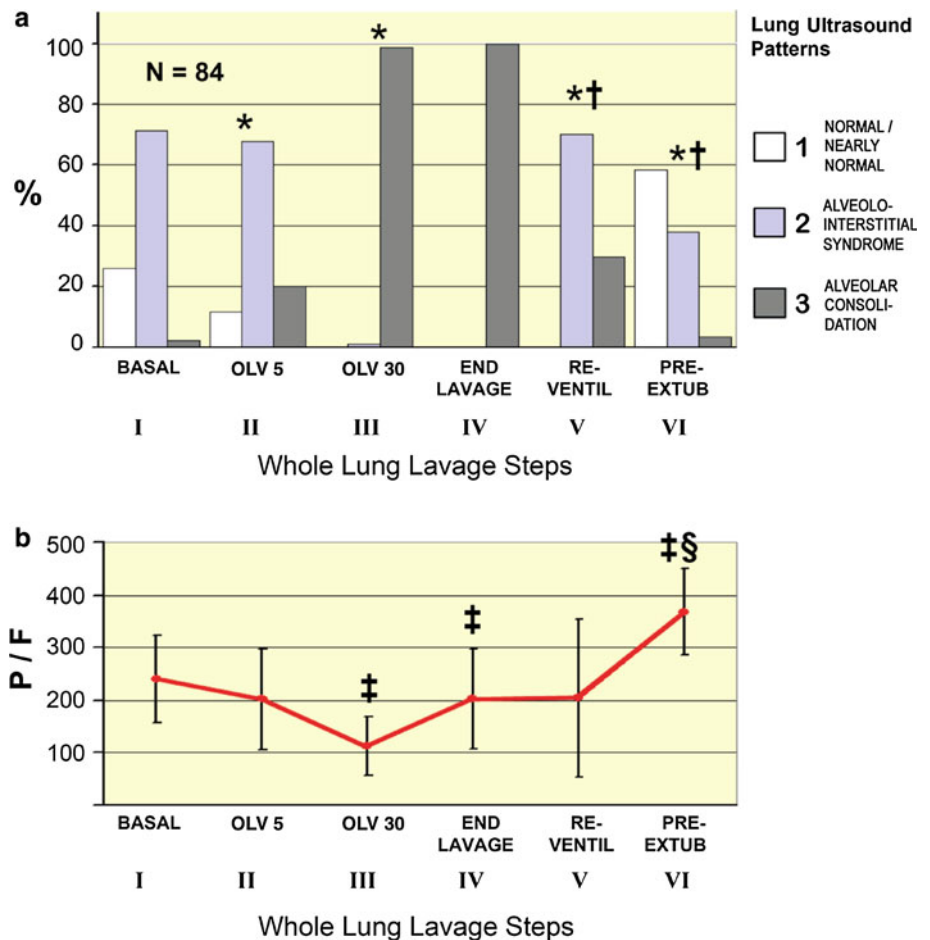 a
100
80
60
40
20
0
%
N = 84
*
*
*†
*†
BASAL
OLV 5
OLV 30
END LAVAGE
RE-VENTIL
PRE-EXTUB
I II III IV V VI
Whole Lung Lavage Steps
Lung Ultrasound
Patterns
1 NORMAL /
NEARLY
NORMAL
2 ALVEOLO-
INTERSTITIAL
SYNDROME
3 ALVEOLAR
CONSOLI-
DATION
b
500
400
300
200
100
P / F
‡
‡
‡§
BASAL
OLV 5
OLV 30
END LAVAGE
RE-VENTIL
PRE-EXTUB
I II III IV V VI
Whole Lung Lavage Steps